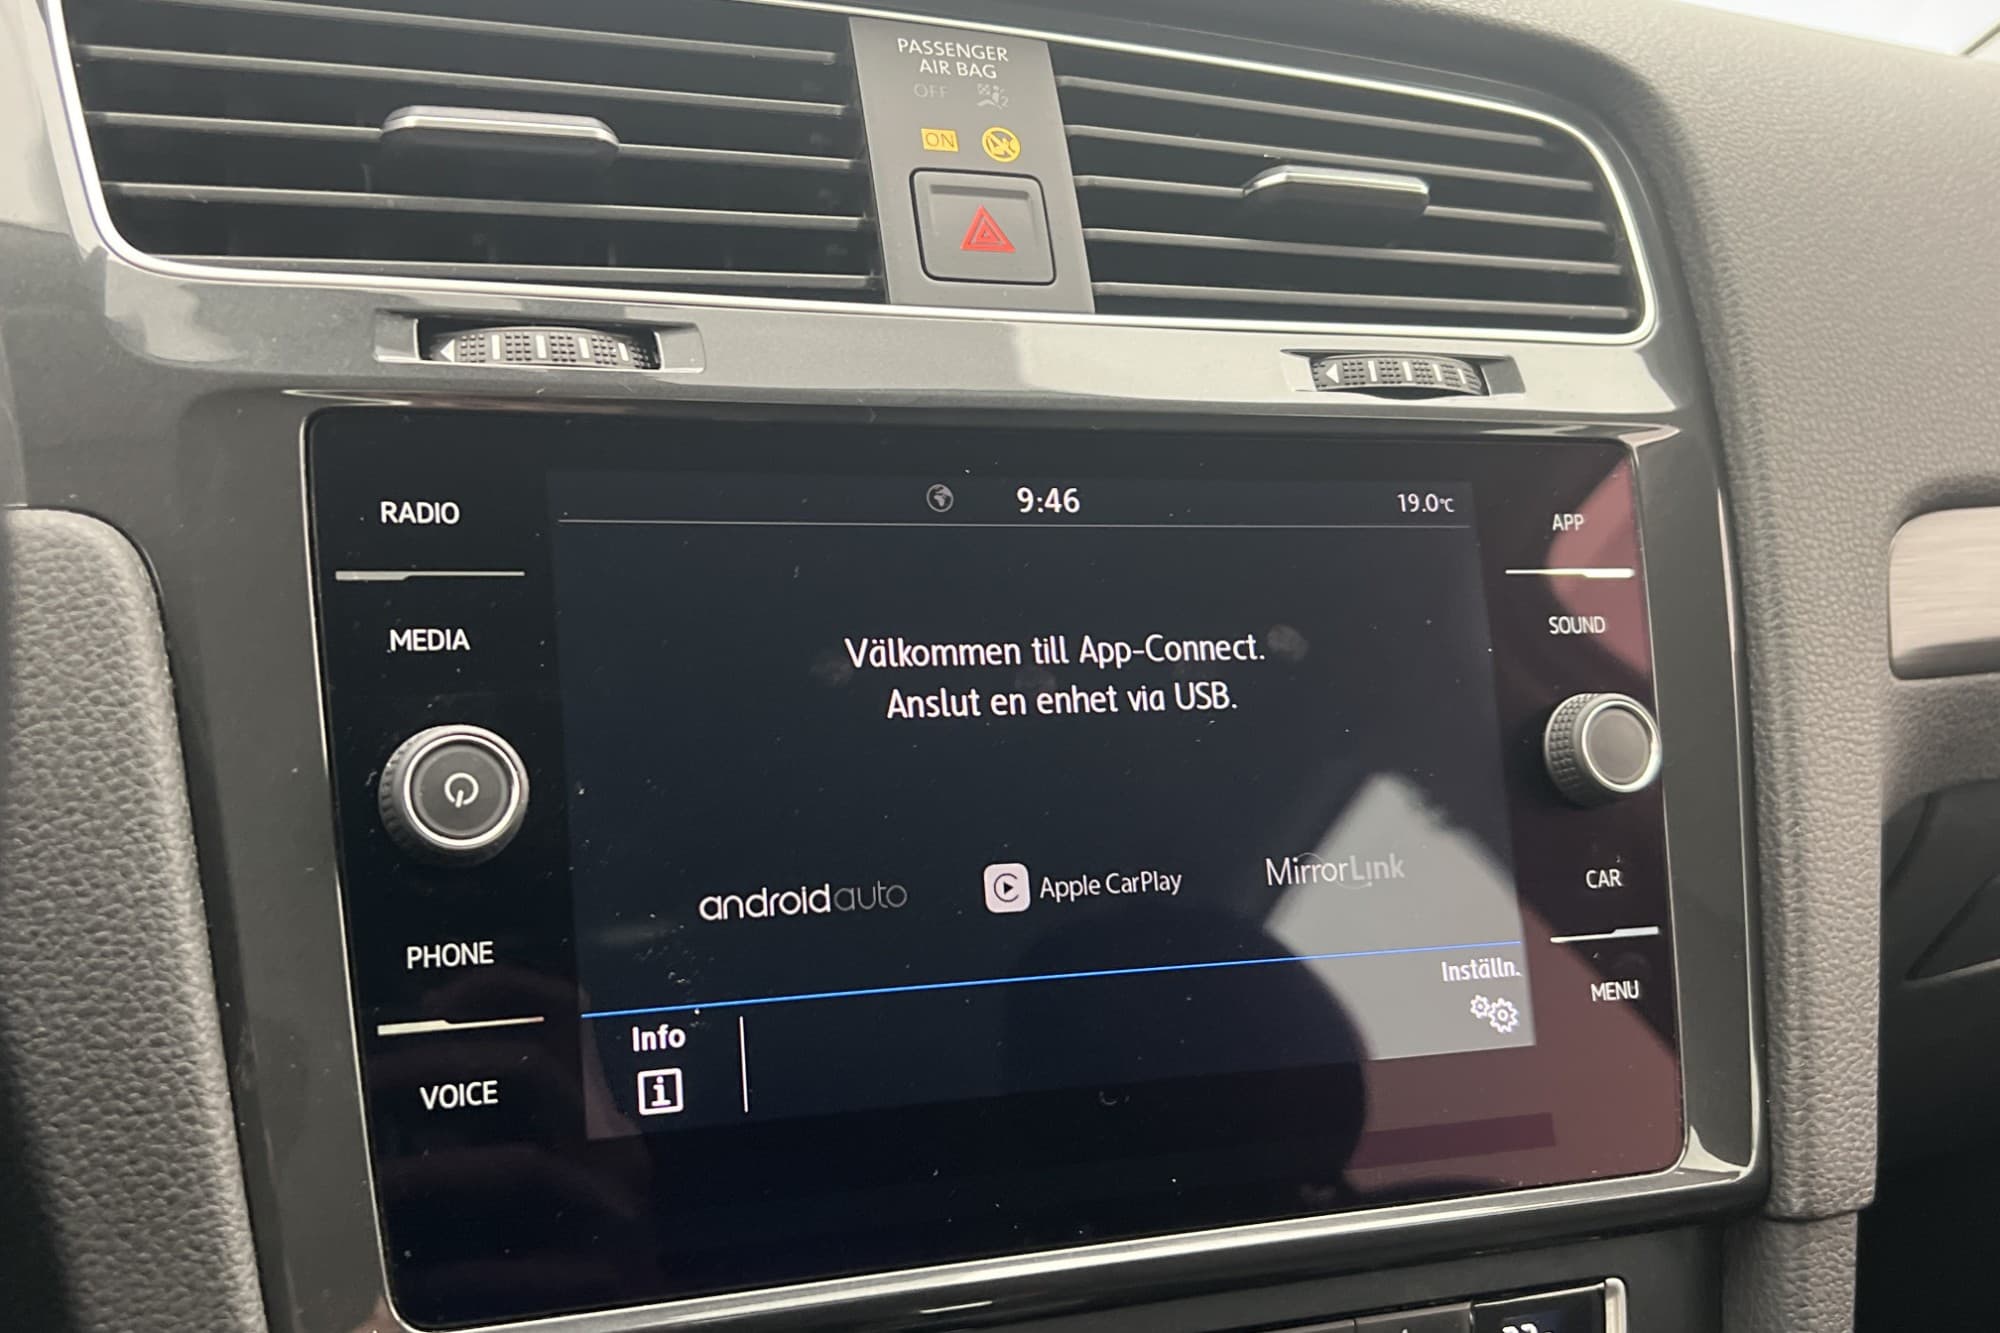 PASSENGER
AIR BAG
OFF
ON
RADIO
MEDIA
PHONE
VOICE
9:46
19.0°C
Välkommen till App-Connect.
Anslut en enhet via USB.
androidauto
Apple CarPlay
MirrorLink
Inställn.
Info
APP
SOUND
CAR
MENU